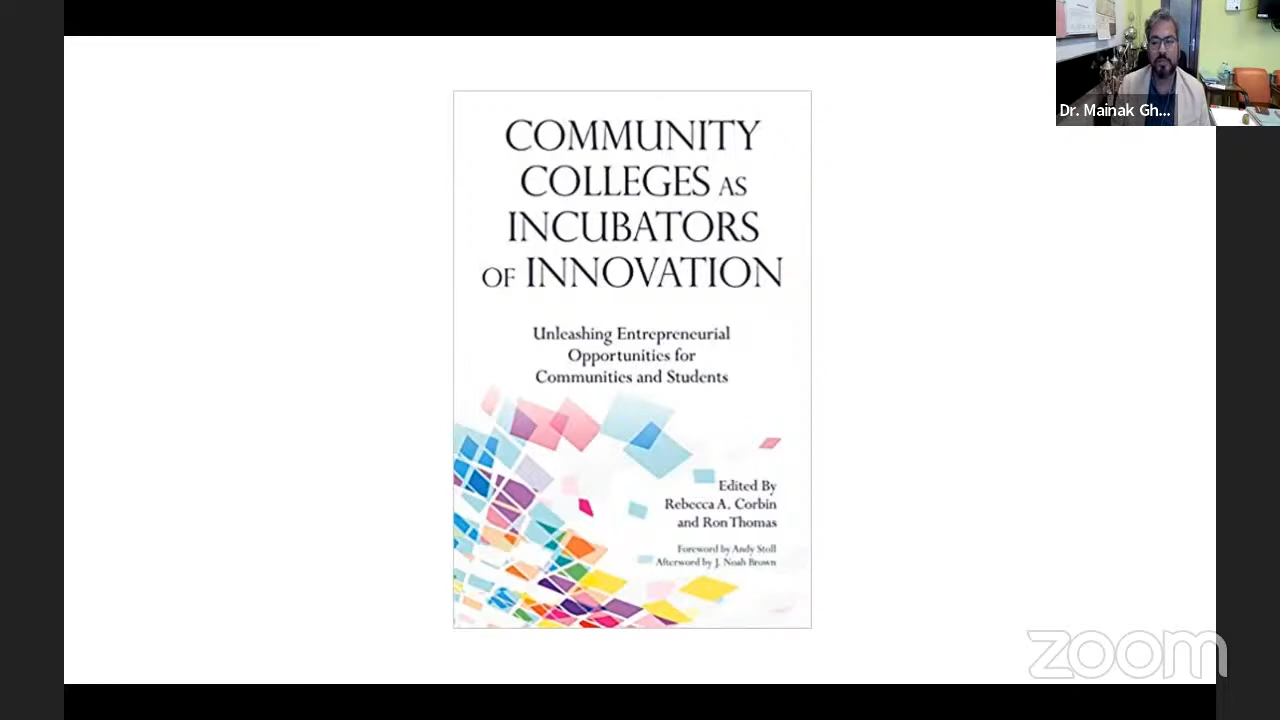 Dr. Mainak Gh...
COMMUNITY
COLLEGES AS
INCUBATORS
OF INNOVATION
Unleashing Entrepreneurial
Opportunities for
Communities and Students
Edited By
Rebecca A. Corbin
and Ron Thomas
Foreword by Andy Stoll
Afterword by J. Noah Brown
zoom